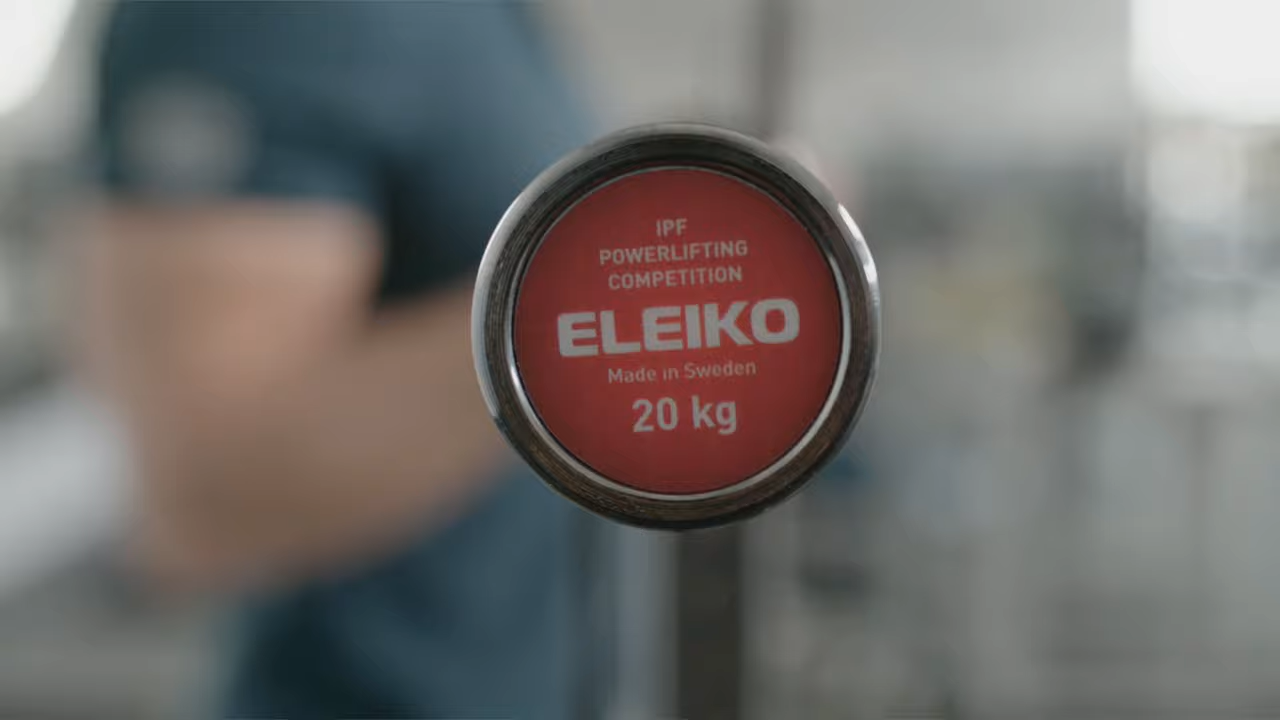 IPF
POWERLIFTING
COMPETITION
ELEIKO
Made in Sweden
20 kg